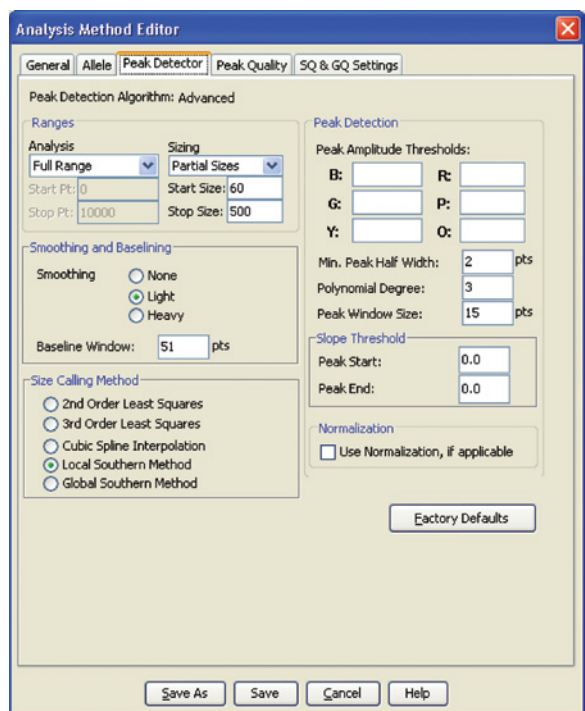 Analysis Method Editor
General Allele Peak Detector Peak Quality SQ & GQ Settings
Peak Detection Algorithm: Advanced
Ranges
Analysis
Full Range
Start Pt: 0
Stop Pt: 10000
Sizing
Partial Sizes
Start Size: 60
Stop Size: 500
Smoothing and Baselining
Smoothing
None
Light
Heavy
Baseline Window: 51 pts
Size Calling Method
2nd Order Least Squares
3rd Order Least Squares
Cubic Spline Interpolation
Local Southern Method
Global Southern Method
Peak Detection
Peak Amplitude Thresholds:
B: R:
G: P:
Y: O:
Min. Peak Half Width: 2 pts
Polynomial Degree: 3
Peak Window Size: 15 pts
Slope Threshold
Peak Start: 0.0
Peak End: 0.0
Normalization
Use Normalization, if applicable
Factory Defaults
Save As Save Cancel Help